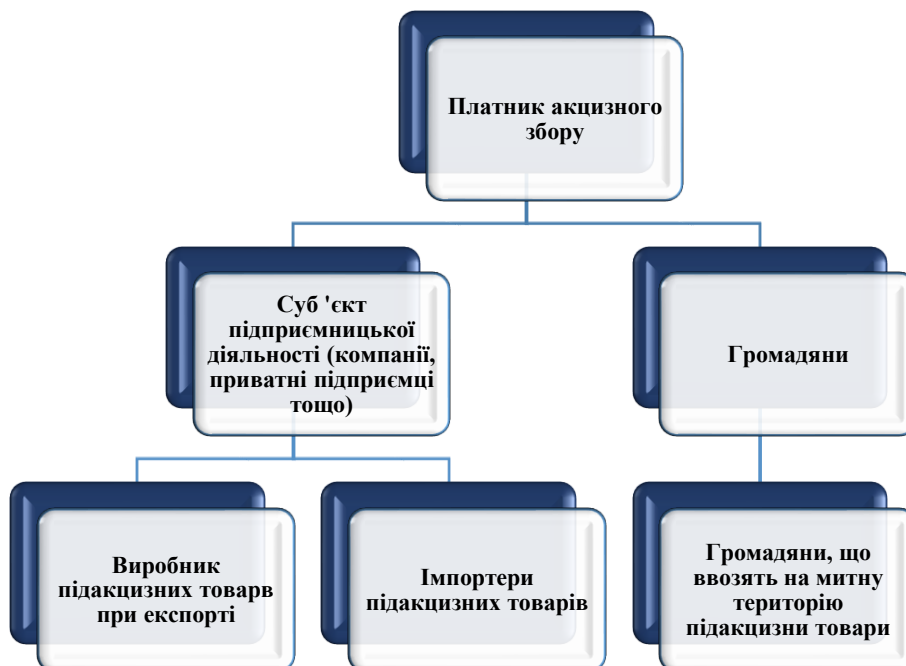 Платник акцизного
збору
Суб 'єкт
підприємницької
діяльності (компанії,
приватні підприємці
тощо)
Громадяни
Виробник
підакцизних товарв
при експорті
Імпортери
підакцизних товарів
Громадяни, що
ввозять на митну
територію
підакцизни товари